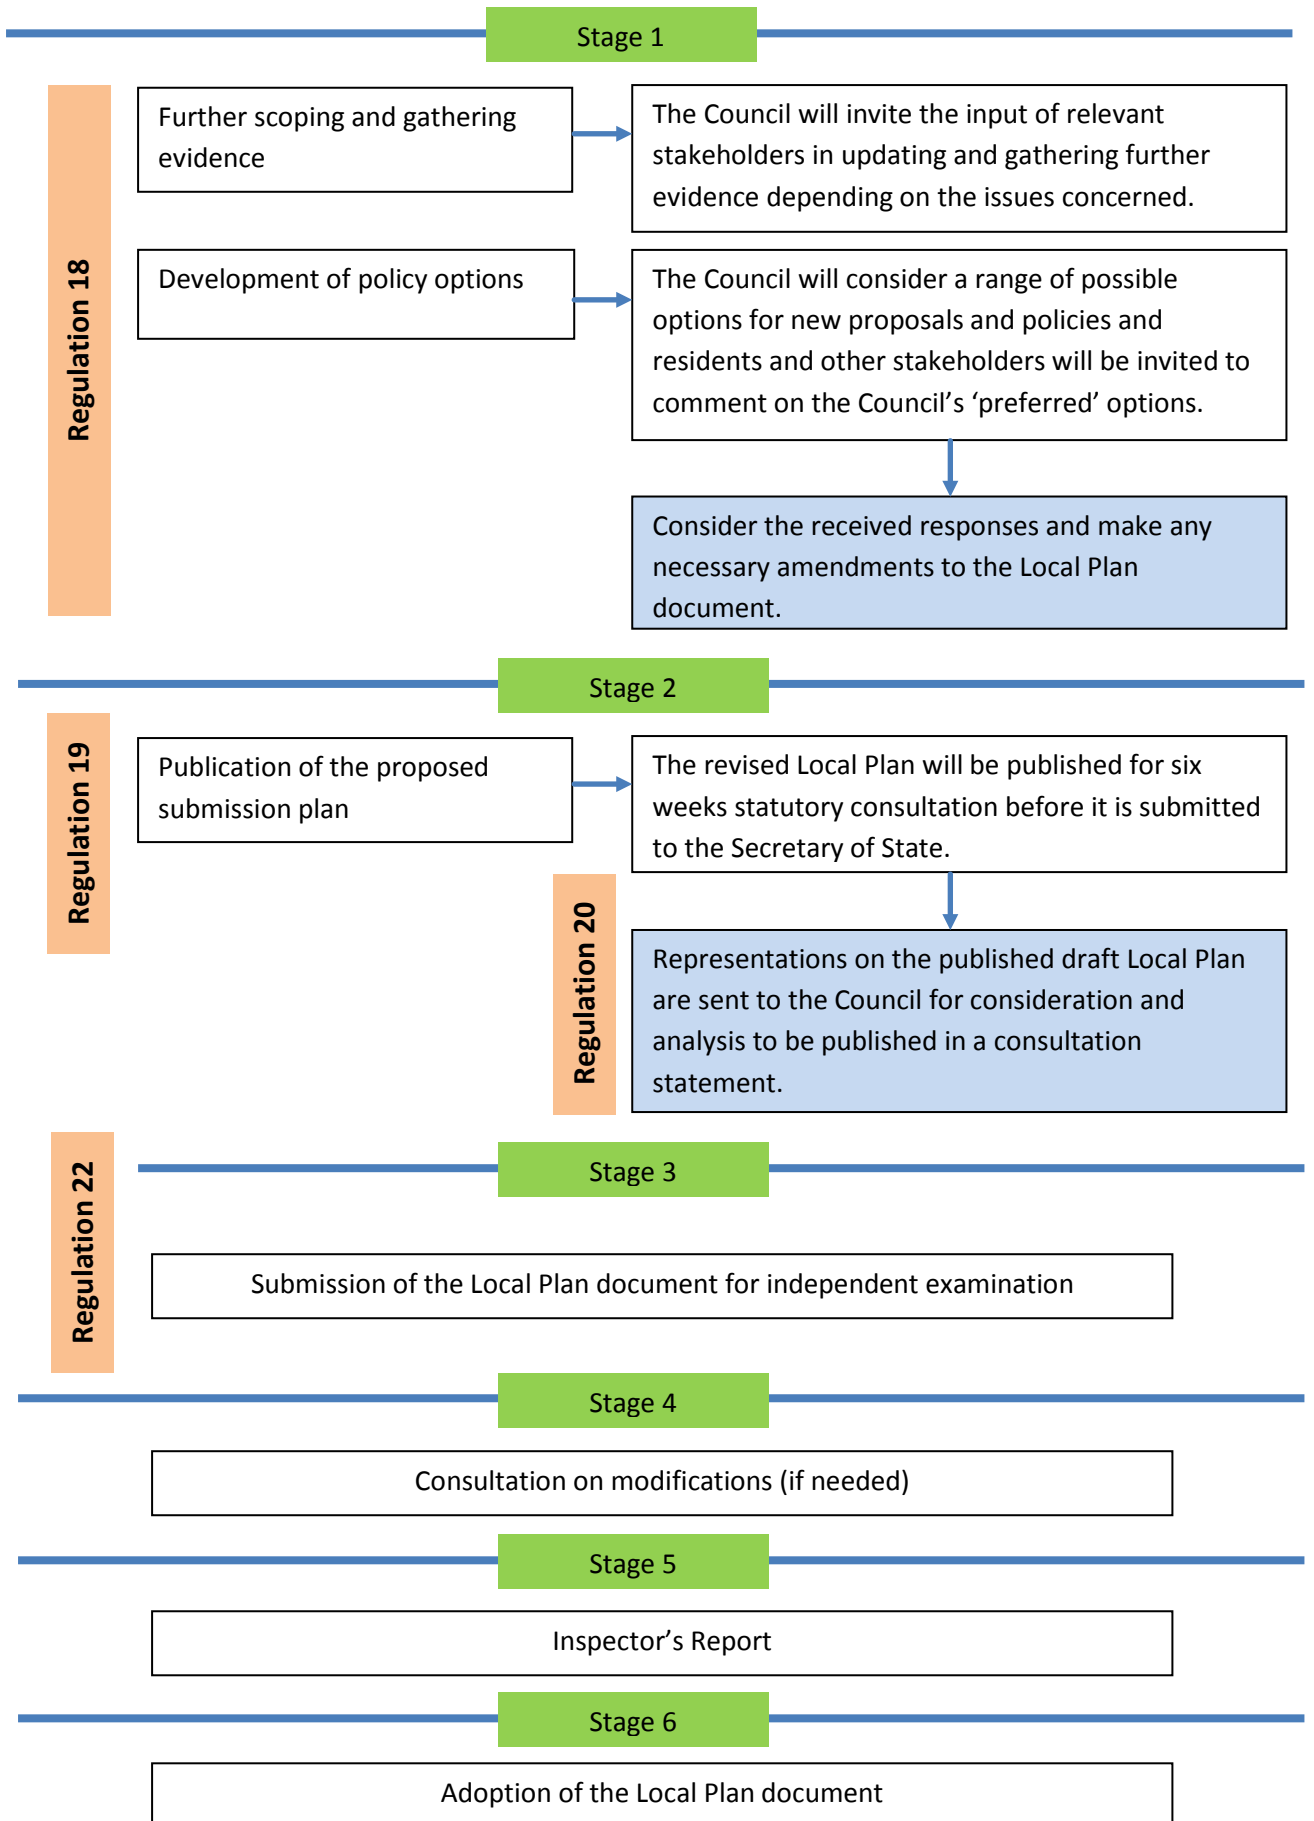 Stage 1
Regulation 18
Further scoping and gathering
evidence
The Council will invite the input of relevant
stakeholders in updating and gathering further
evidence depending on the issues concerned.
Development of policy options
The Council will consider a range of possible
options for new proposals and policies and
residents and other stakeholders will be invited to
comment on the Council’s ‘preferred’ options.
Consider the received responses and make any
necessary amendments to the Local Plan
document.
Stage 2
Regulation 19
Publication of the proposed
submission plan
The revised Local Plan will be published for six
weeks statutory consultation before it is submitted
to the Secretary of State.
Regulation 20
Representations on the published draft Local Plan
are sent to the Council for consideration and
analysis to be published in a consultation
statement.
Regulation 22
Stage 3
Submission of the Local Plan document for independent examination
Stage 4
Consultation on modifications (if needed)
Stage 5
Inspector’s Report
Stage 6
Adoption of the Local Plan document